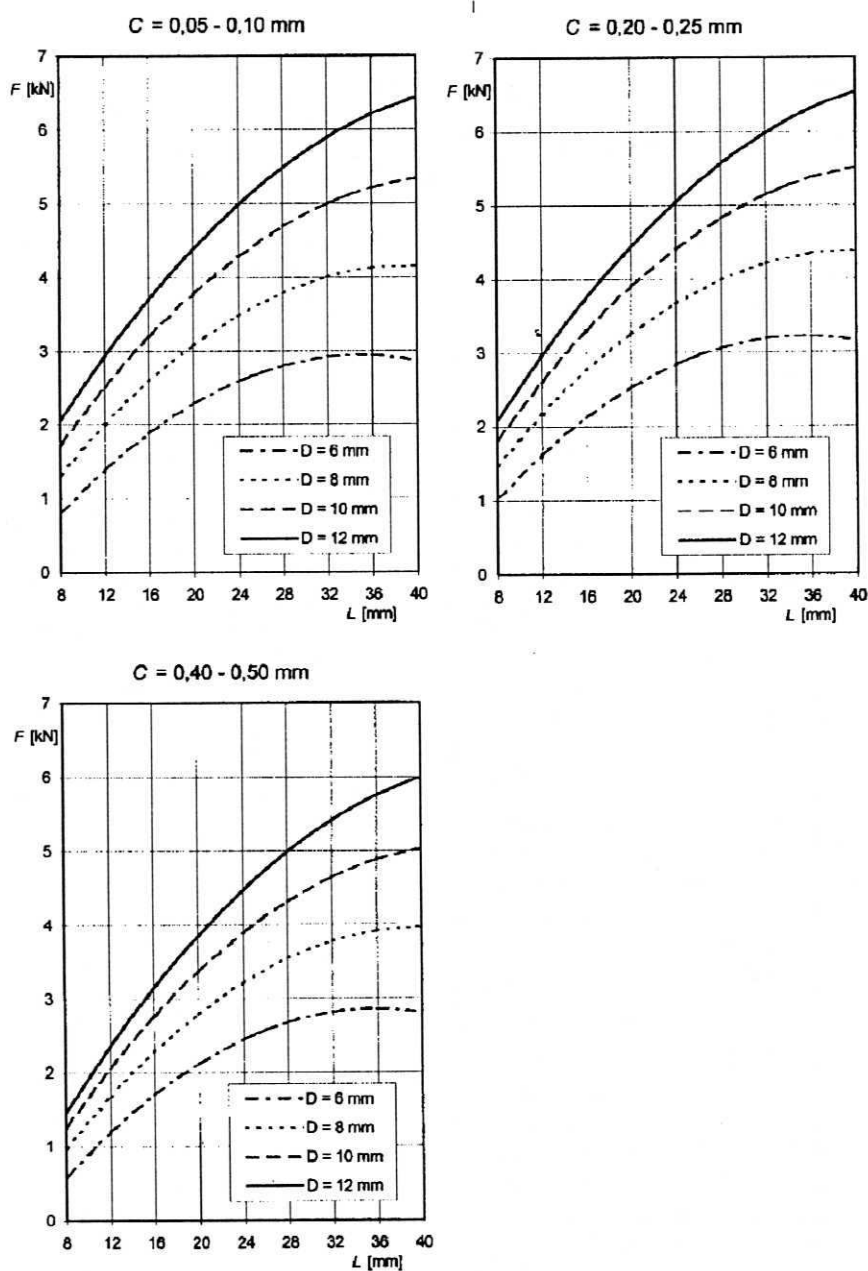 C = 0,05 - 0,10 mm
7
F [kN]
6
5
4
3
2
1
0
D = 6 mm
D = 8 mm
D = 10 mm
D = 12 mm
8 12 16 20 24 28 32 36 40
L [mm]
C = 0,20 - 0,25 mm
7
F [kN]
6
5
4
3
2
1
0
D = 6 mm
D = 8 mm
D = 10 mm
D = 12 mm
8 12 16 20 24 28 32 36 40
L [mm]
C = 0,40 - 0,50 mm
7
F [kN]
6
5
4
3
2
1
0
D = 6 mm
D = 8 mm
D = 10 mm
D = 12 mm
8 12 16 20 24 28 32 36 40
L [mm]